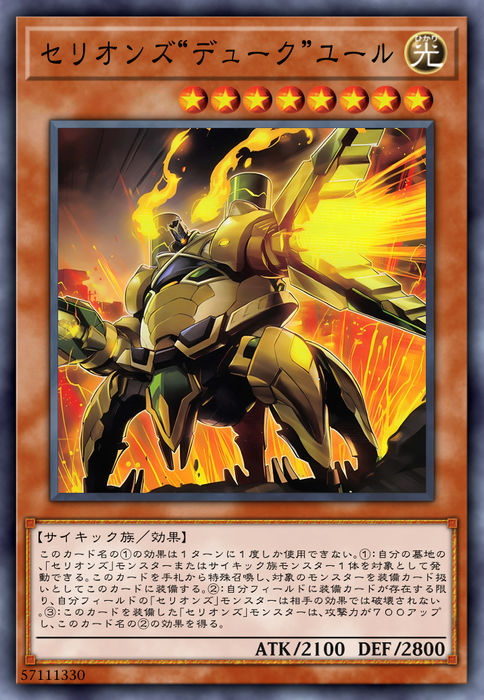 セリオンズ“デューク”ユール
光
ひかり
【サイキック族／効果】
このカード名の①の効果は１ターンに１度しか使用できない。①：自分の墓地の
、「セリオンズ」モンスターまたはサイキック族モンスター１体を対象として発
動できる。このカードを手札から特殊召喚し、対象のモンスターを装備カード扱
いとしてこのカードに装備する。②：自分フィールドに装備カードが存在する限
り、自分フィールドの「セリオンズ」モンスターは相手の効果では破壊されない。
③：このカードを装備した「セリオンズ」モンスターは、攻撃力が７００アップ
し、このカード名の②の効果を得る。
ATK/2100 DEF/2800
57111330